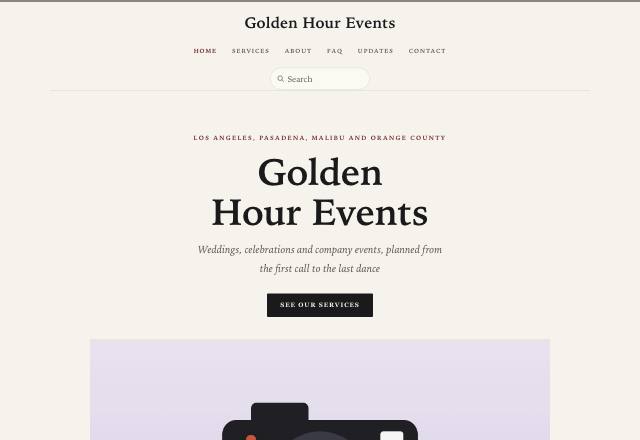 Golden Hour Events
HOME SERVICES ABOUT FAQ UPDATES CONTACT
Search
LOS ANGELES, PASADENA, MALIBU AND ORANGE COUNTY
Golden
Hour Events
Weddings, celebrations and company events, planned from
the first call to the last dance
SEE OUR SERVICES